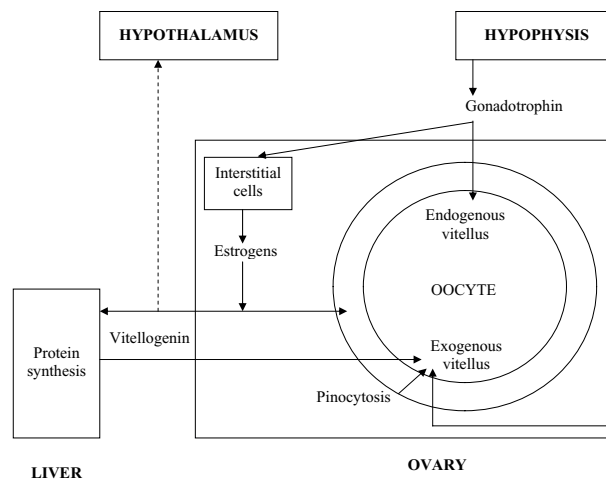 HYPOTHALAMUS
HYPOPHYSIS
Gonadotrophin
Interstitial
cells
Endogenous
vitellus
Estrogens
OOCYTE
Vitellogenin
Protein
synthesis
Exogenous
vitellus
Pinocytosis
LIVER
OVARY